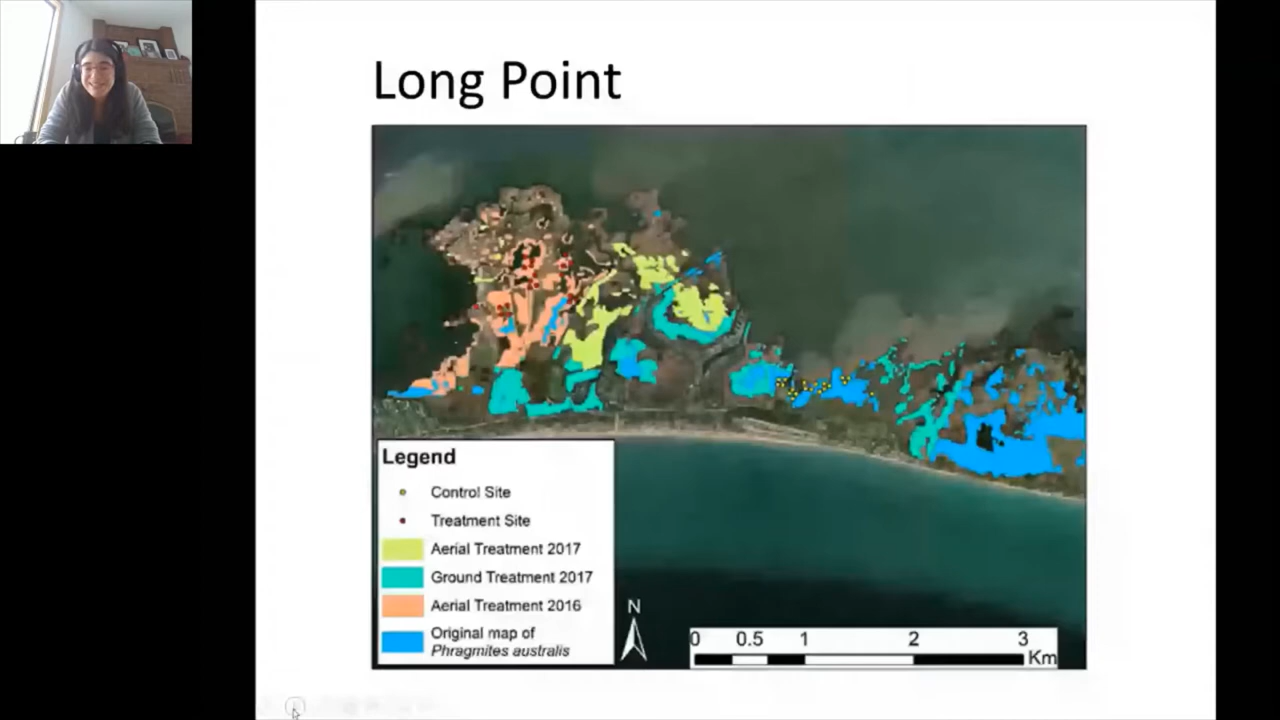 Long Point
Legend
Control Site
Treatment Site
Aerial Treatment 2017
Ground Treatment 2017
Aerial Treatment 2016
Original map of
Phragmites australis
N
0 0.5 1 2 3
Km